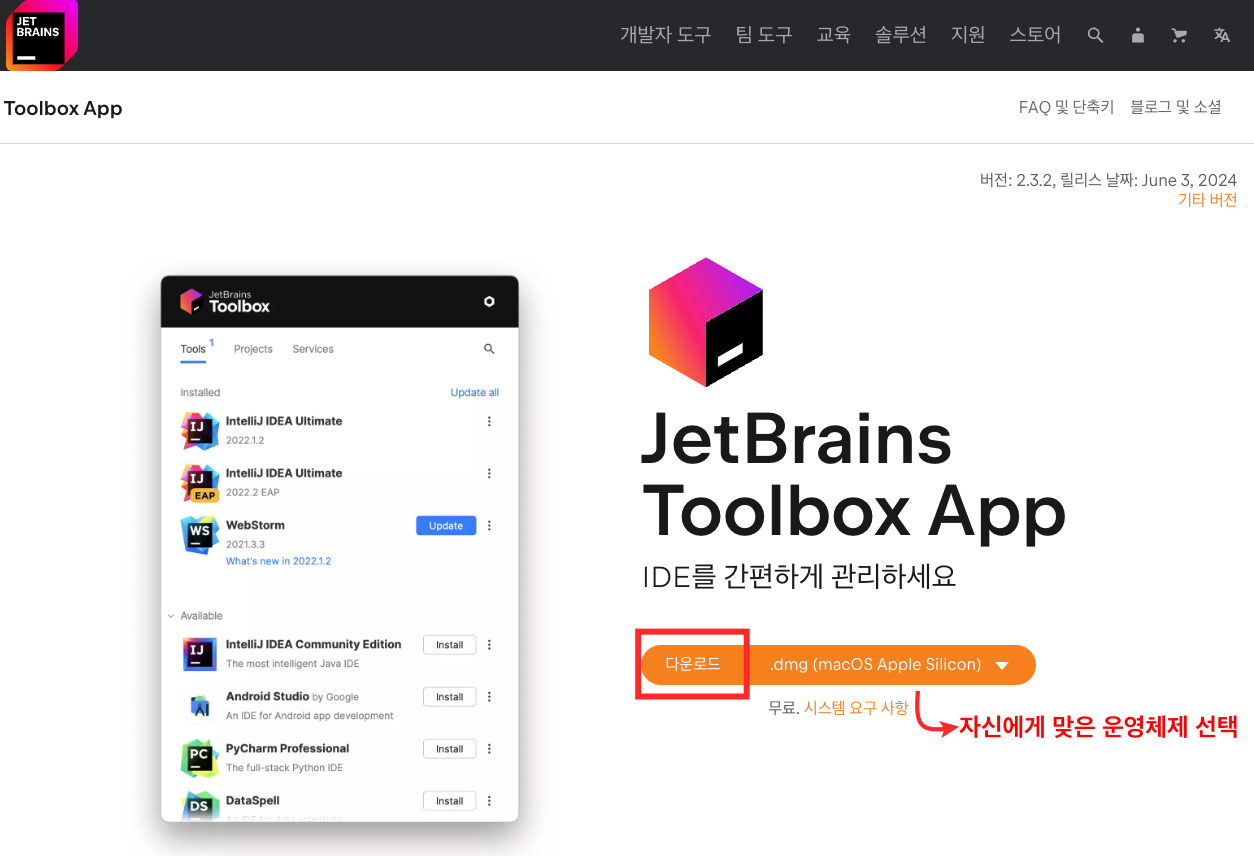 JET
BRAINS
개발자 도구 팀 도구 교육 솔루션 지원 스토어
Toolbox App
FAQ 및 단축키 블로그 및 소셜
버전: 2.3.2, 릴리스 날짜: June 3, 2024
기타 버전
JetBrains
Toolbox
Tools 1 Projects Services
Installed Update all
IJ
IntelliJ IDEA Ultimate
2022.1.2
IJ
EAP
IntelliJ IDEA Ultimate
2022.2 EAP
WS
WebStorm
2021.3.3
Update
What's new in 2022.1.2
Available
IJ
IntelliJ IDEA Community Edition
The most intelligent Java IDE
Install
Android Studio by Google
An IDE for Android app development
Install
PC
PyCharm Professional
The full-stack Python IDE
Install
DS
DataSpell
An IDE for data scientists
Install
JetBrains
Toolbox App
IDE를 간편하게 관리하세요
다운로드 .dmg (macOS Apple Silicon)
무료. 시스템 요구 사항
자신에게 맞은 운영체제 선택